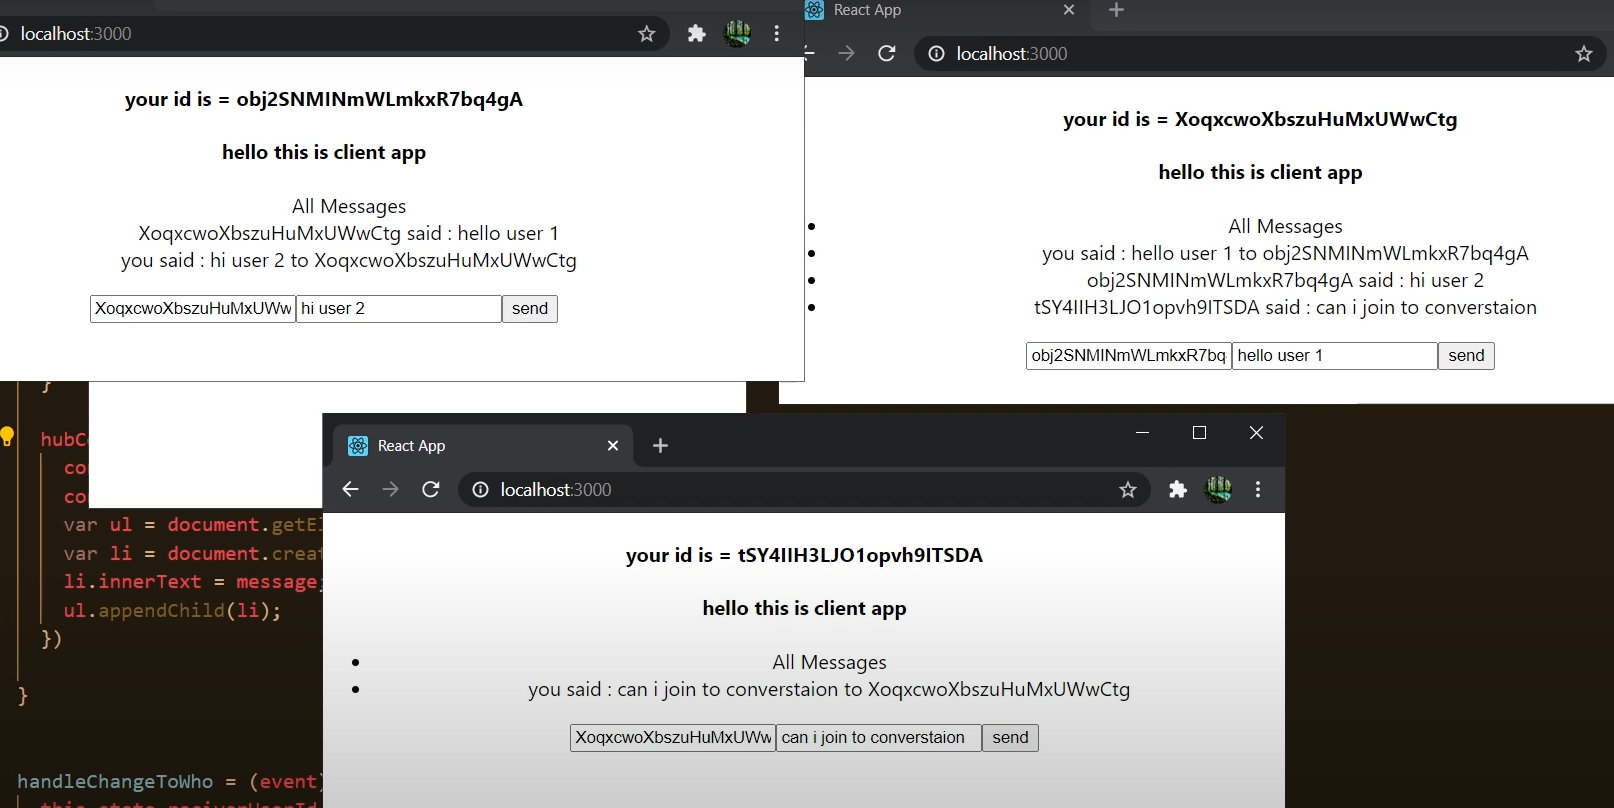 localhost:3000
your id is = obj2SNMINmWLmkxR7bq4gA
hello this is client app
All Messages
XoqxcwoXbszuHuMxUWwCtg said : hello user 1
you said : hi user 2 to XoqxcwoXbszuHuMxUWwCtg
XoqxcwoXbszuHuMxUWw hi user 2 send
React App
localhost:3000
your id is = XoqxcwoXbszuHuMxUWwCtg
hello this is client app
All Messages
you said : hello user 1 to obj2SNMINmWLmkxR7bq4gA
obj2SNMINmWLmkxR7bq4gA said : hi user 2
tSY4IIH3LJO1opvh9ITSDA said : can i join to converstaion
obj2SNMINmWLmkxR7bq hello user 1 send
}
hubC
co
co
var ul = document.getEl
var li = document.creat
li.innerText = message;
ul.appendChild(li);
})
}
handleChangeToWho = (event)
React App
localhost:3000
your id is = tSY4IIH3LJO1opvh9ITSDA
hello this is client app
All Messages
you said : can i join to converstaion to XoqxcwoXbszuHuMxUWwCtg
XoqxcwoXbszuHuMxUWw can i join to converstaion send